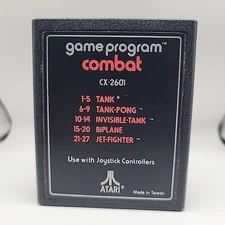 game program™
combat
CX-2601
1-5 TANK®
6-9 TANK-PONG™
10-14 INVISIBLE-TANK™
15-20 BIPLANE
21-27 JET-FIGHTER™
Use with Joystick Controllers
ATARI®
Made in Taiwan